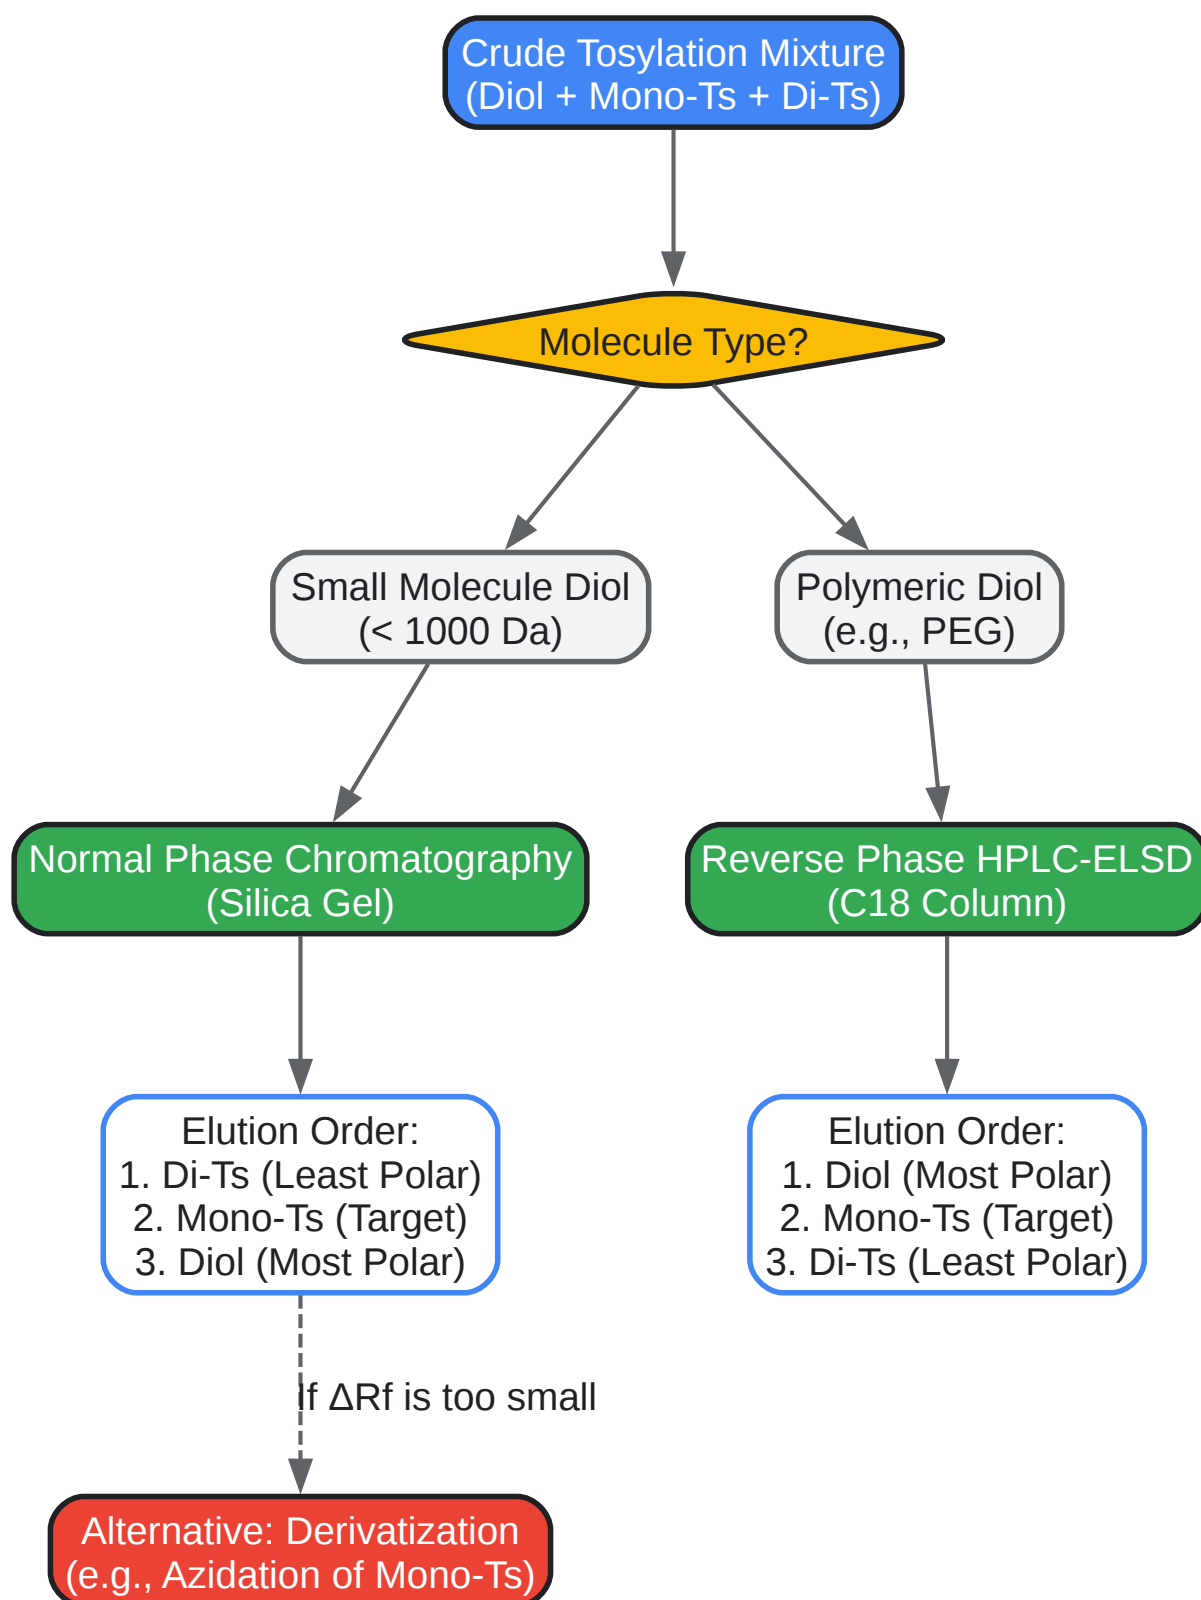 Crude Tosylation Mixture
(Diol + Mono-Ts + Di-Ts)
Molecule Type?
Small Molecule Diol
(< 1000 Da)
Polymeric Diol
(e.g., PEG)
Normal Phase Chromatography
(Silica Gel)
Reverse Phase HPLC-ELSD
(C18 Column)
Elution Order:
1. Di-Ts (Least Polar)
2. Mono-Ts (Target)
3. Diol (Most Polar)
Elution Order:
1. Diol (Most Polar)
2. Mono-Ts (Target)
3. Di-Ts (Least Polar)
If ΔRf is too small
Alternative: Derivatization
(e.g., Azidation of Mono-Ts)